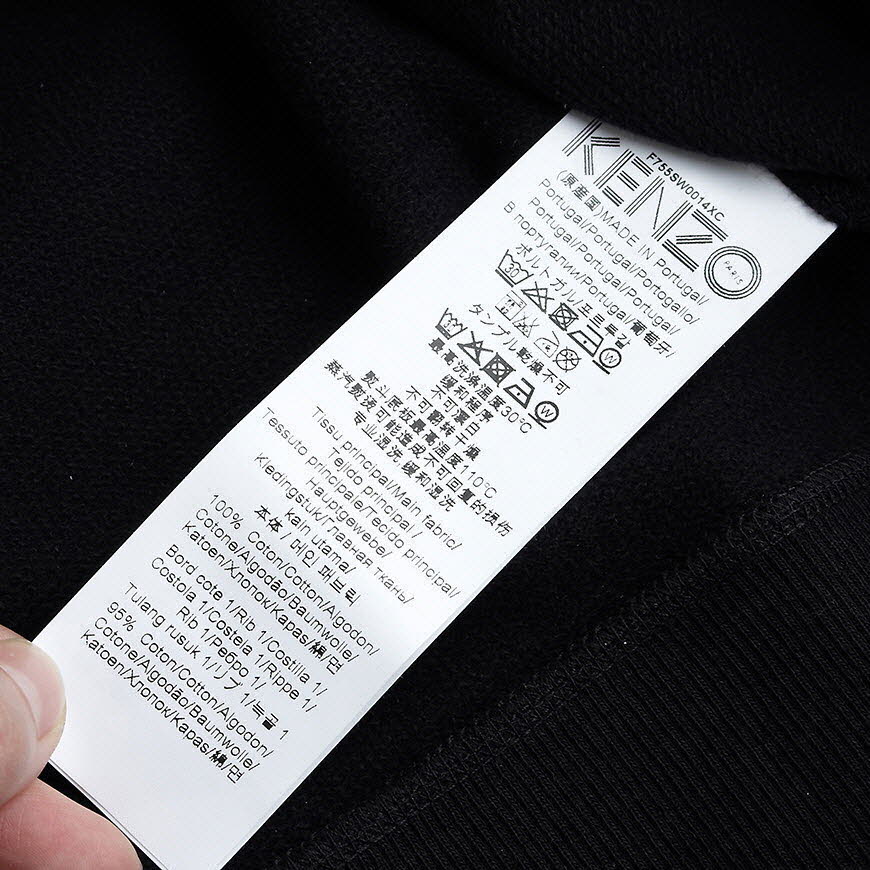 KENZO
PARIS
F755SW0014XC
(原産国)MADE IN Portugal/
Portugal/Portugal/Portogallo/
Portugal/Portugal/Portugal/
В португалии/Portugal/葡萄牙/
ポルトガル/포르투갈
タンブル乾燥不可
最高洗涤温度30°C
缓和程序
不可漂白
不可翻转干燥
熨斗底板最高温度110°C
蒸汽熨烫可能造成不可回复的损伤
专业湿洗 缓和湿洗
Tissu principal/Main fabric/
Tejido principal/
Tessuto principale/Tecido principal/
Hauptgewebe/
Kledingstuk/Главная ткань/
kain utama/
本体/메인 패브릭
100% Coton/Cotton/Algodon/
Cotone/Algodão/Baumwolle/
Katoen/Хлопок/Kapas/綿/면
Bord cote 1/Rib 1/Costilla 1/
Costola 1/Costela 1/Rippe 1/
Rib 1/Ребро 1/
Tulang rusuk 1/リブ 1/늑골 1
95% Coton/Cotton/Algodon/
Cotone/Algodão/Baumwolle/
Katoen/Хлопок/Kapas/綿/면